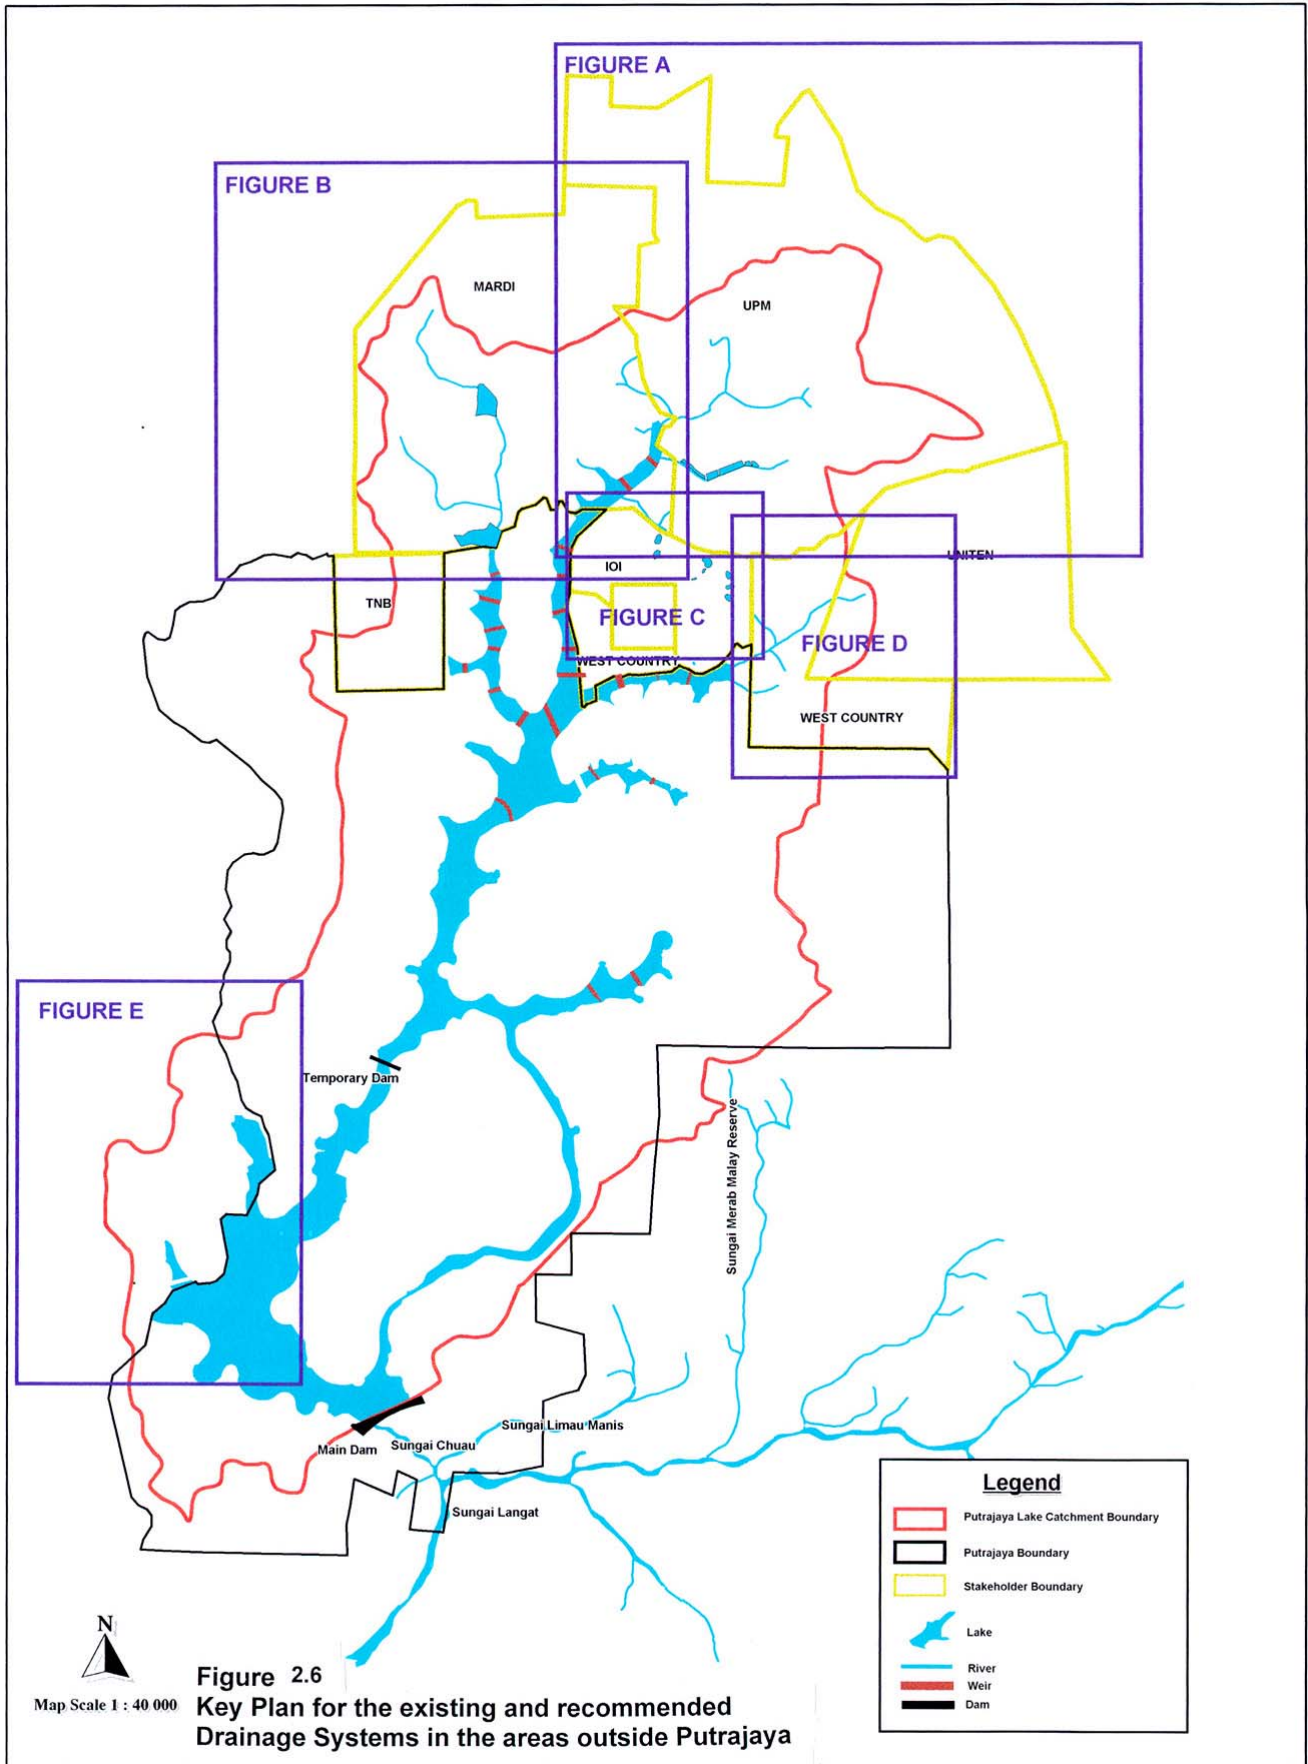 FIGURE A
FIGURE B
MARDI
UPM
UNITEN
IOI
TNB
FIGURE C
FIGURE D
WEST COUNTRY
WEST COUNTRY
FIGURE E
Temporary Dam
Sungai Merab Malay Reserve
Sungai Limau Manis
Main Dam
Sungai Chuau
Sungai Langat
Legend
Putrajaya Lake Catchment Boundary
Putrajaya Boundary
Stakeholder Boundary
Lake
River
Weir
Dam
N
Map Scale 1 : 40 000
Figure 2.6
Key Plan for the existing and recommended
Drainage Systems in the areas outside Putrajaya